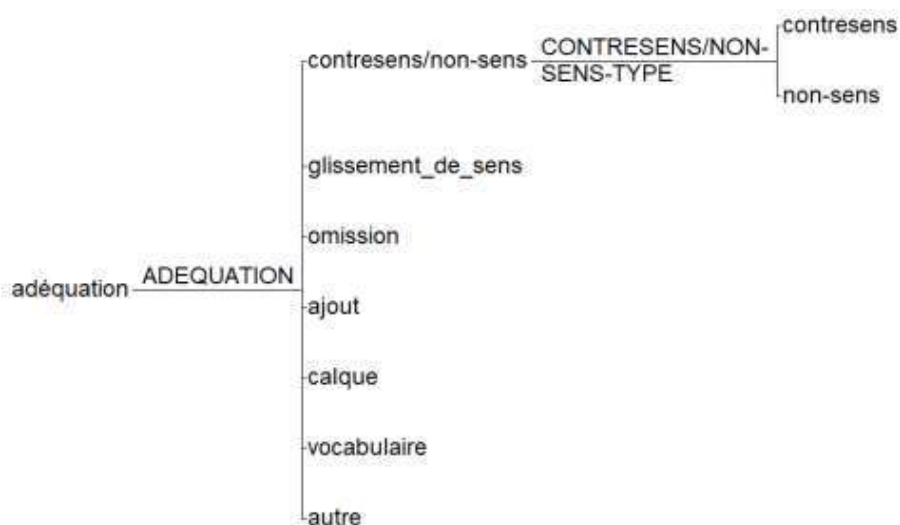 contresens
contresens/non-sens CONTRESENS/NON-
SENS-TYPE
non-sens
glissement_de_sens
omission
adéquation ADEQUATION
ajout
calque
vocabulaire
autre